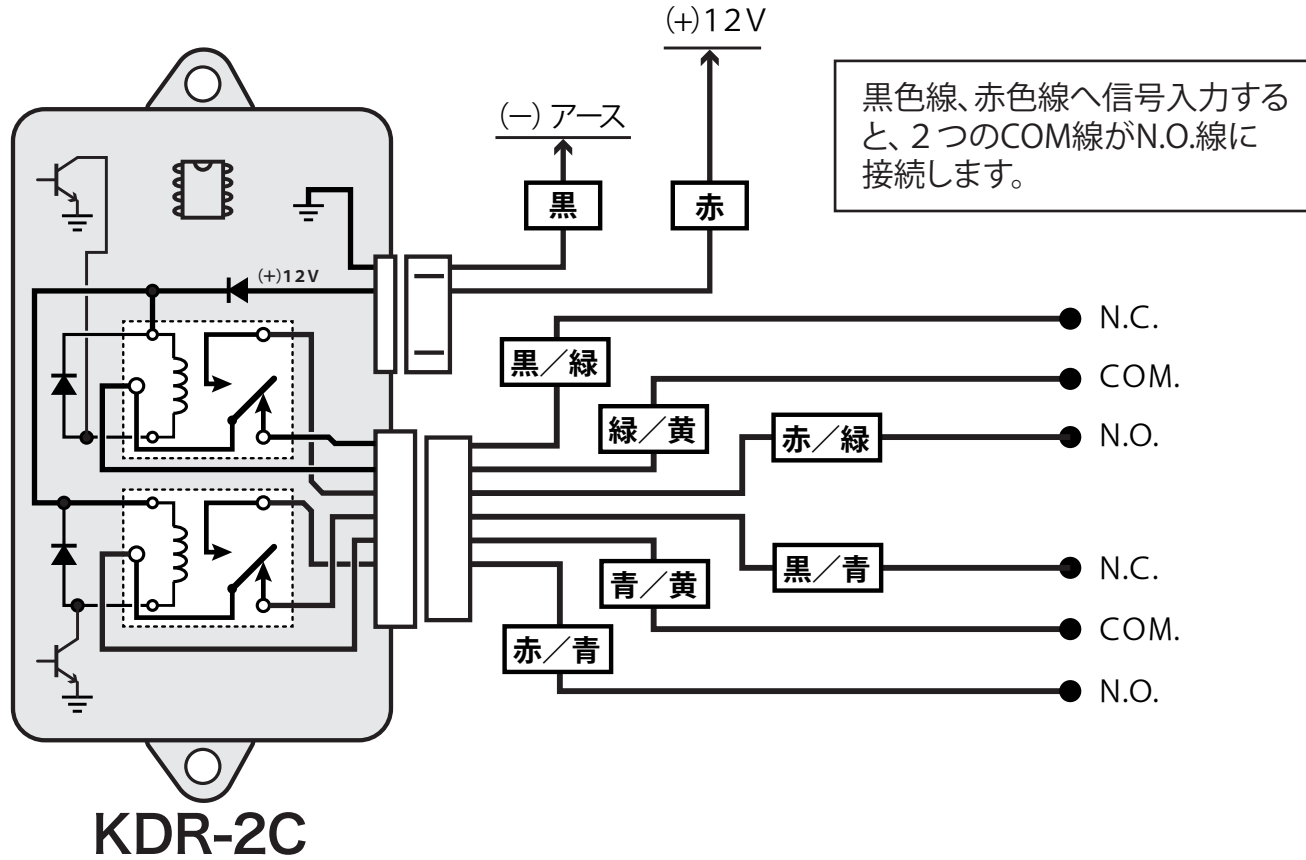 (+)12V
(−) アース
黒色線、赤色線へ信号入力する
と、２つのCOM線がN.O.線に
接続します。
黒
赤
(+)12V
N.C.
黒／緑
COM.
緑／黄
赤／緑
N.O.
黒／青
N.C.
青／黄
COM.
赤／青
N.O.
KDR-2C